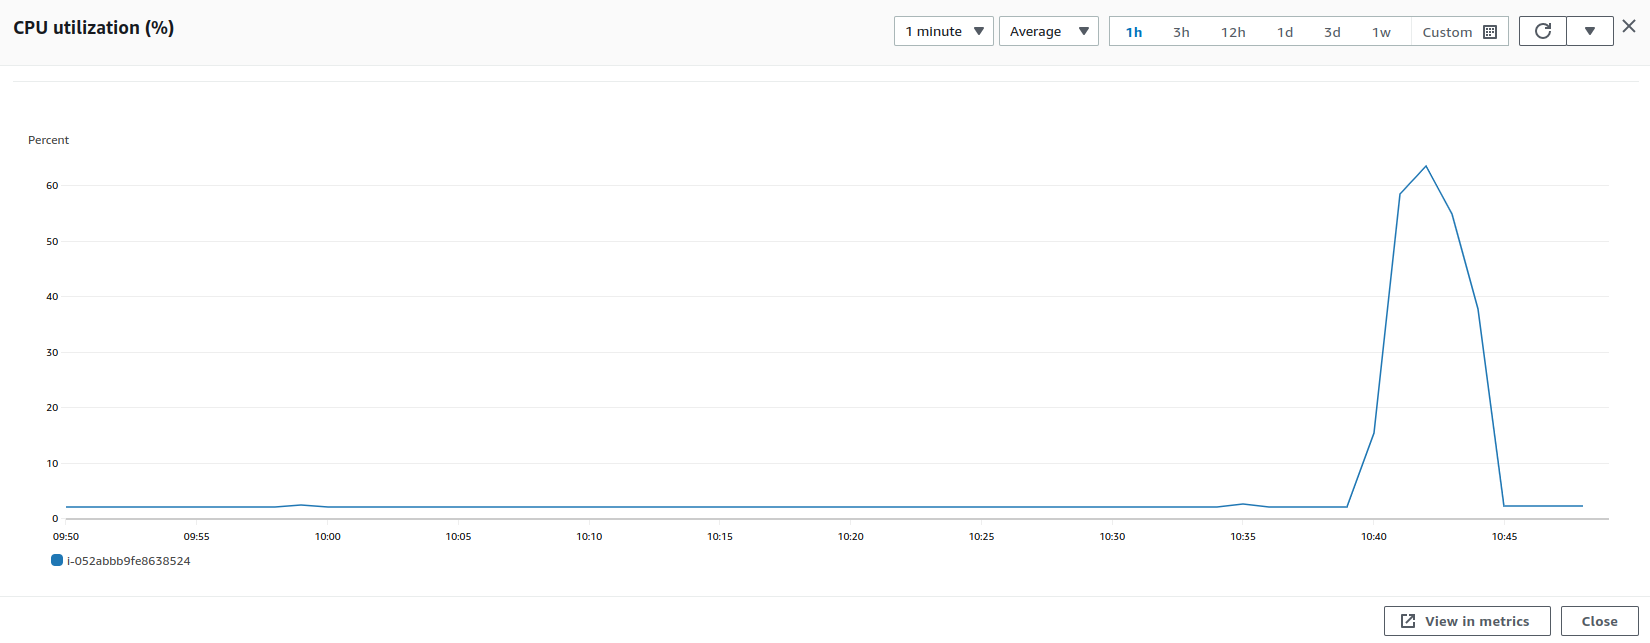 CPU utilization (%)
1 minute Average 1h 3h 12h 1d 3d 1w Custom
Percent
60
50
40
30
20
10
0
09:50 09:55 10:00 10:05 10:10 10:15 10:20 10:25 10:30 10:35 10:40 10:45
i-052abbb9fe8638524
View in metrics Close